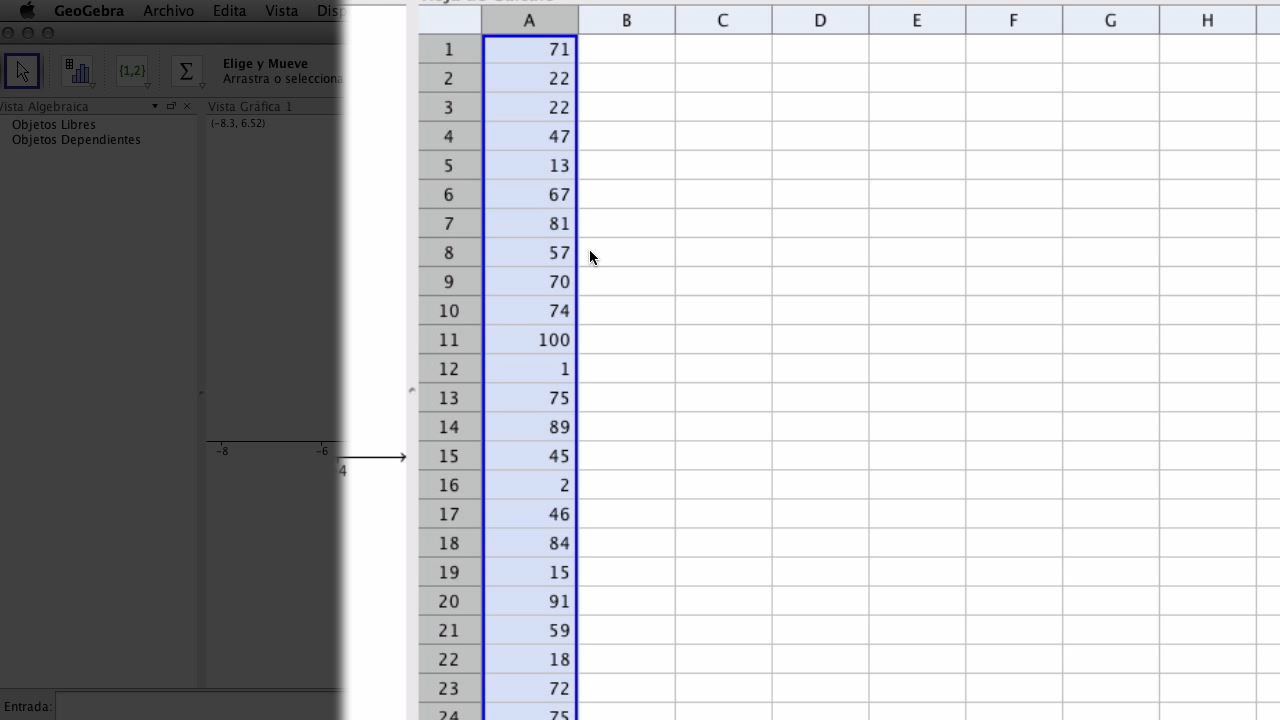 GeoGebra Archivo Edita Vista
Elige y Mueve
Arrastra o selecciona
{1,2}
Σ
Vista Algebraica
Objetos Libres
Objetos Dependientes
Vista Gráfica 1
(−8.3, 6.52)
−8 −6 4
Entrada:
A B C D E F G H
1 71
2 22
3 22
4 47
5 13
6 67
7 81
8 57
9 70
10 74
11 100
12 1
13 75
14 89
15 45
16 2
17 46
18 84
19 15
20 91
21 59
22 18
23 72
24 75